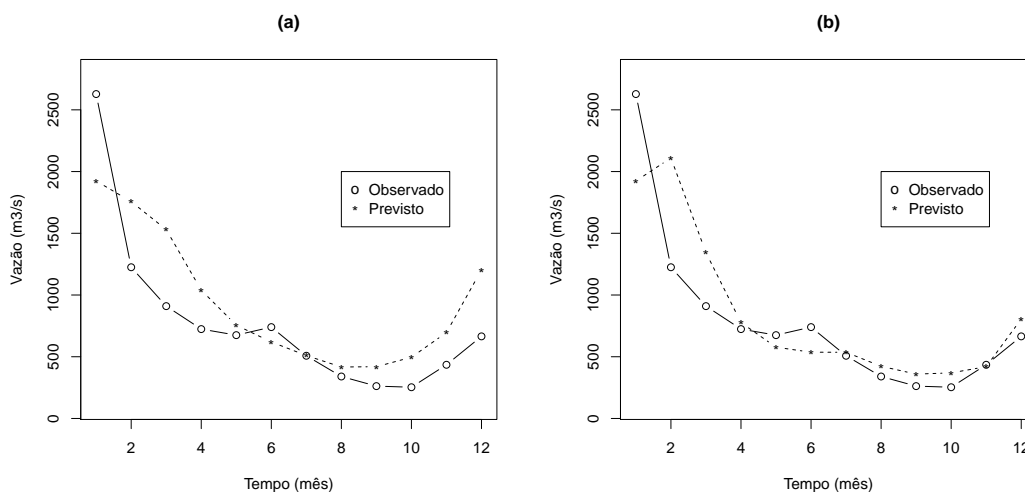 (a)
Vazão (m3/s)
2500
2000
1500
1000
500
0
o Observado
* Previsto
2 4 6 8 10 12
Tempo (mês)
(b)
Vazão (m3/s)
2500
2000
1500
1000
500
0
o Observado
* Previsto
2 4 6 8 10 12
Tempo (mês)